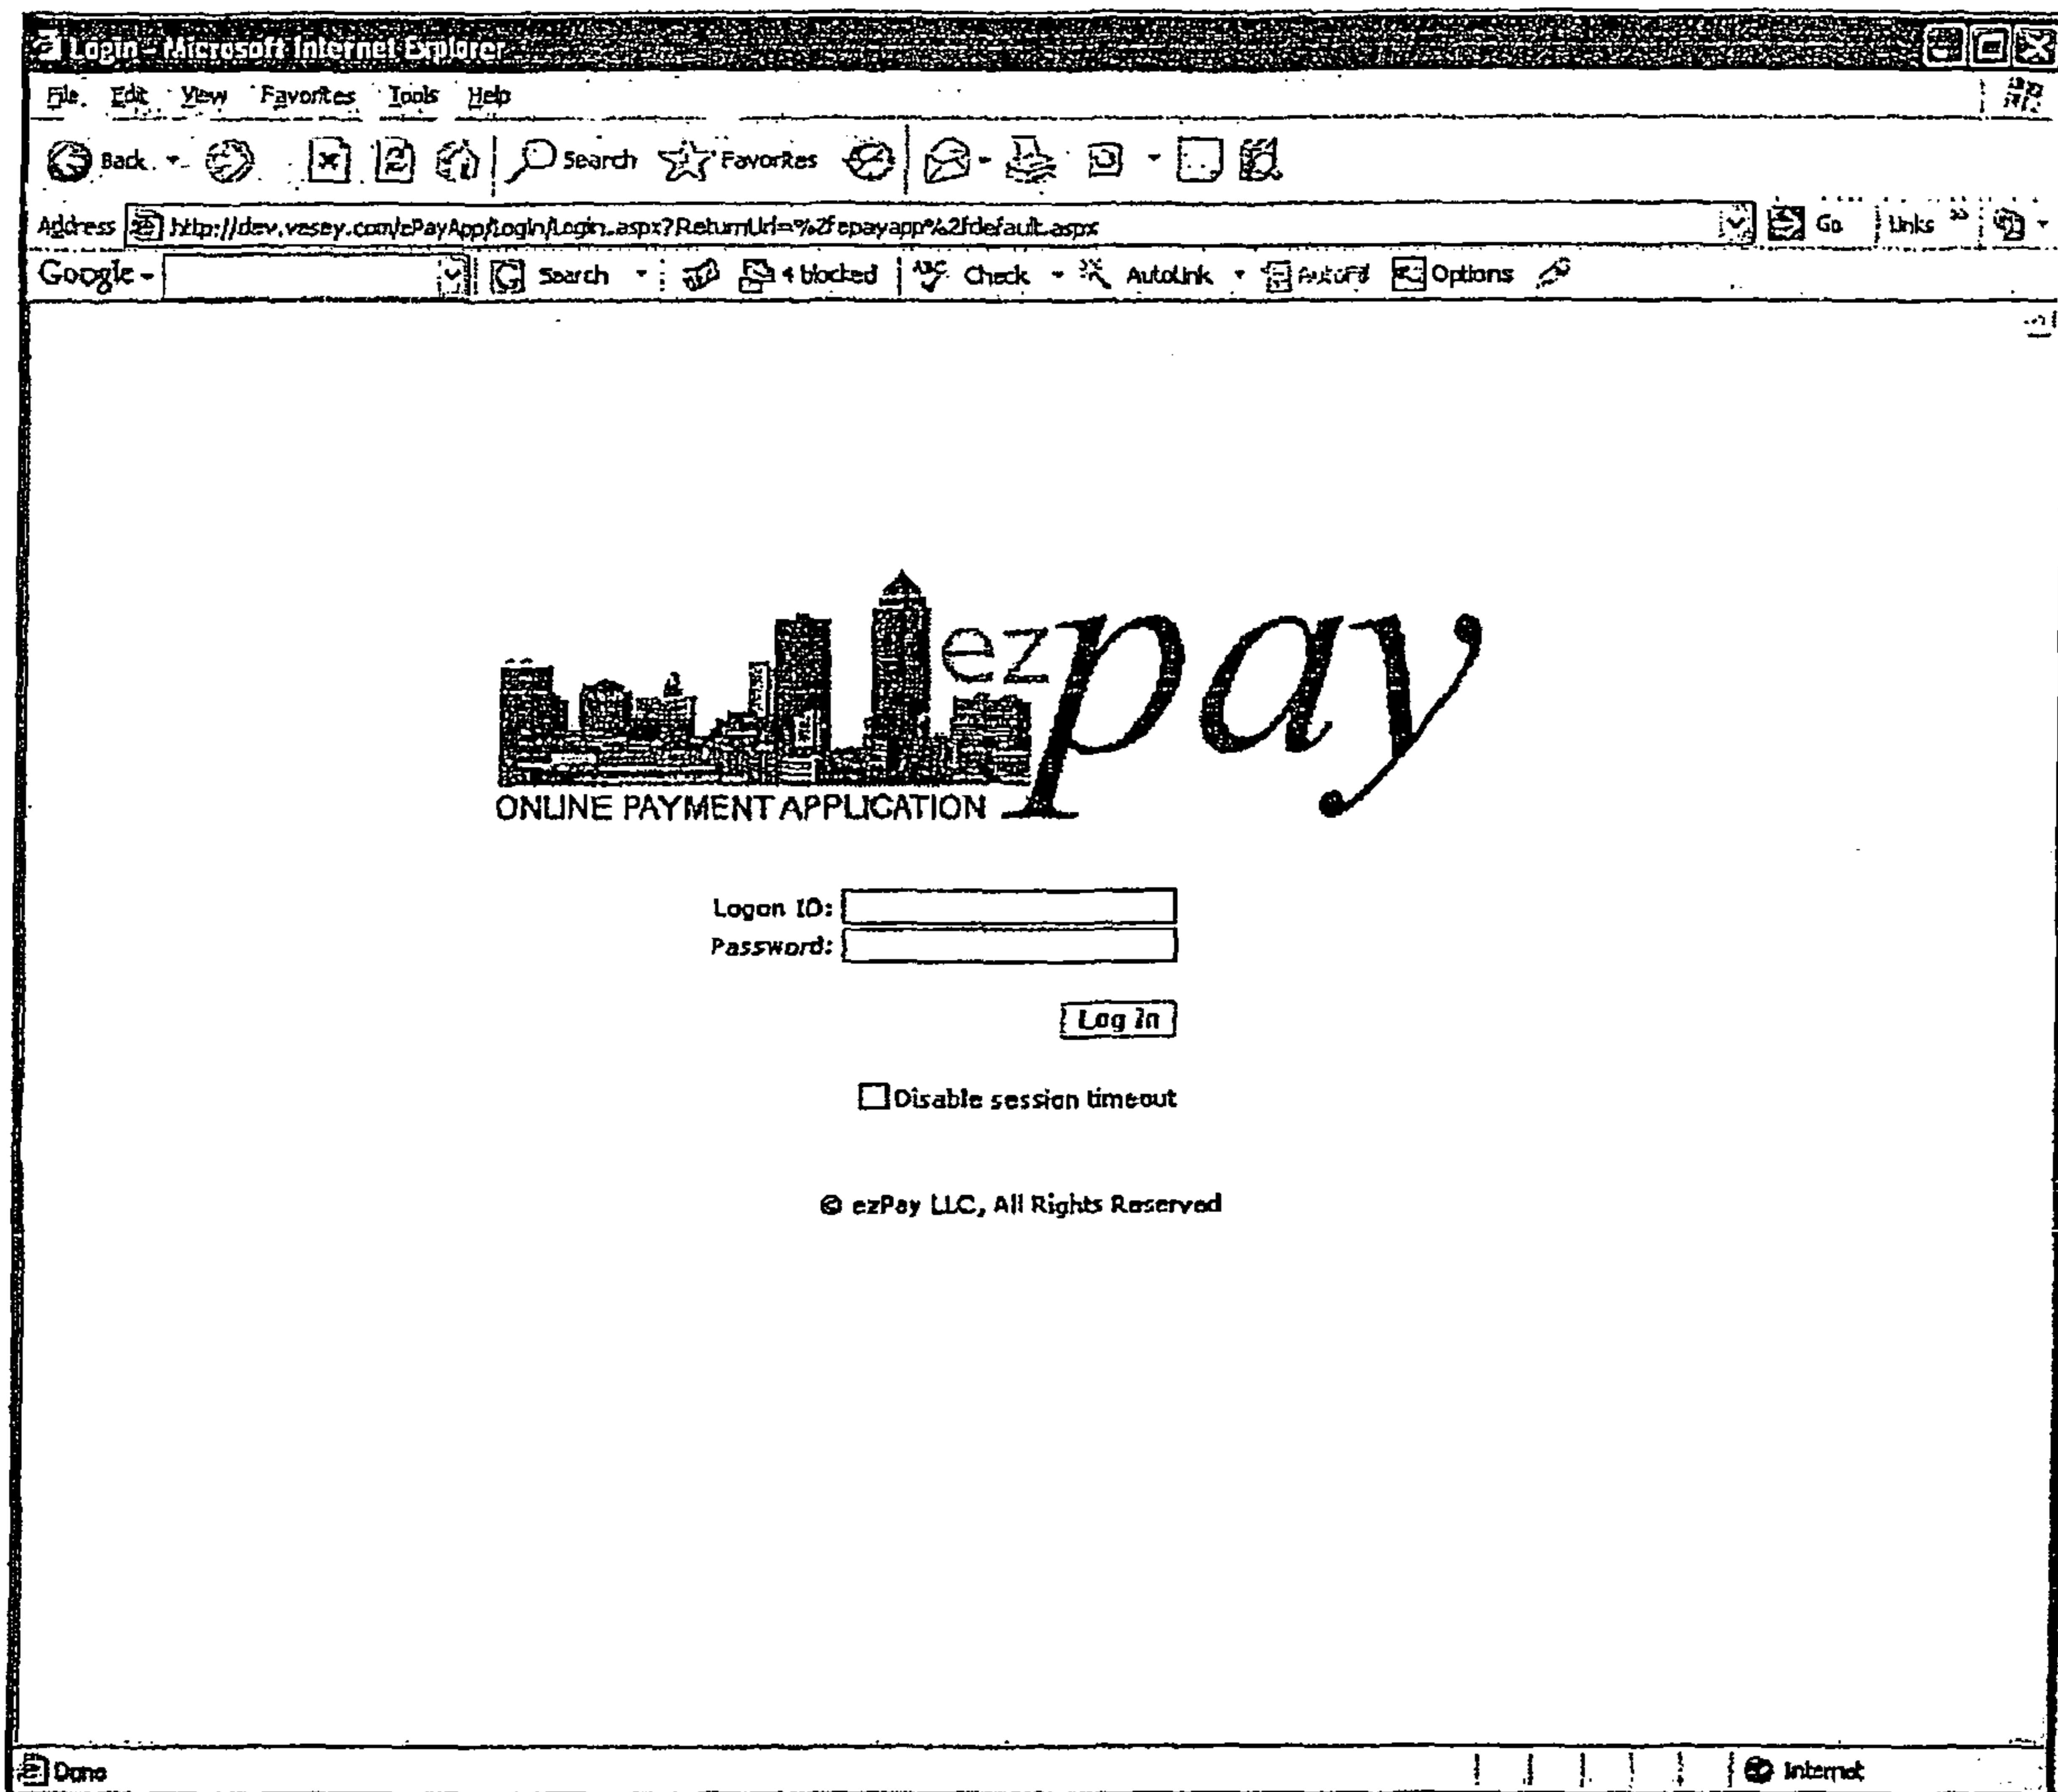 Login - Microsoft Internet Explorer
File Edit View Favorites Tools Help
Back Search Favorites
Address http://dev.vesey.com/ePayApp/Login/Login.aspx?ReturnUrl=%2fepayapp%2fdefault.aspx Go Links »
Google Search 4 blocked ABC Check AutoLink AutoFill Options
ez pay
ONLINE PAYMENT APPLICATION
Logon ID:
Password:
Log In
Disable session timeout
© ezPay LLC, All Rights Reserved
Done Internet